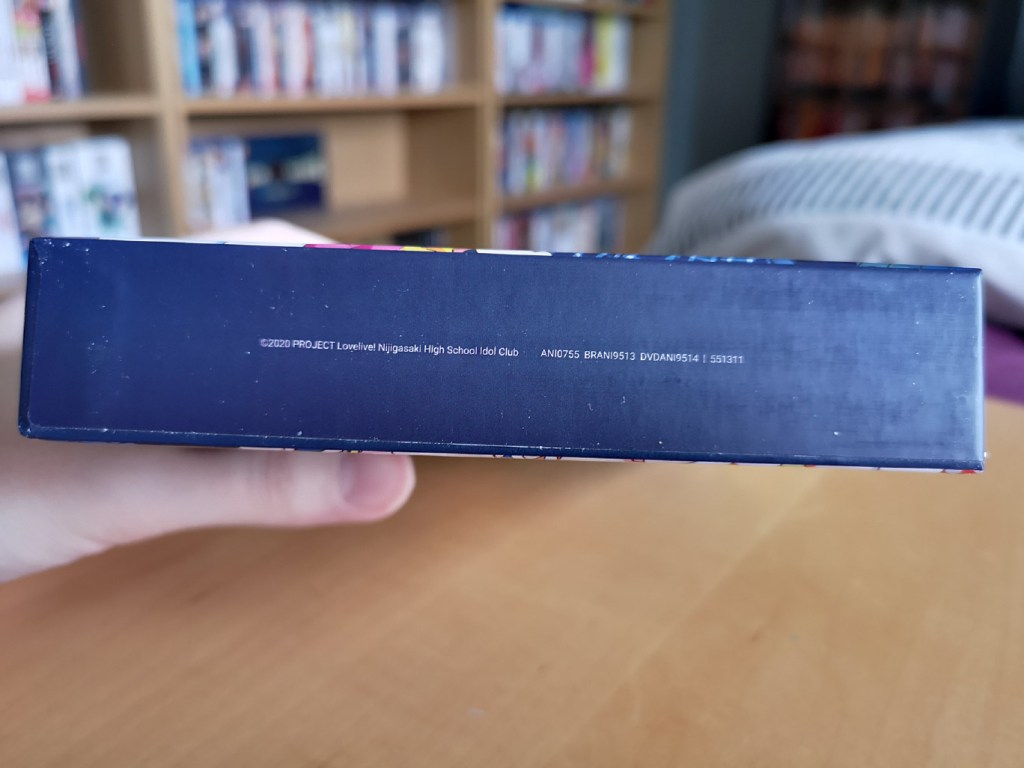 ©2020 PROJECT Lovelive! Nijigasaki High School Idol Club ANI0755 BRANI9513 DVDANI9514 | 551311